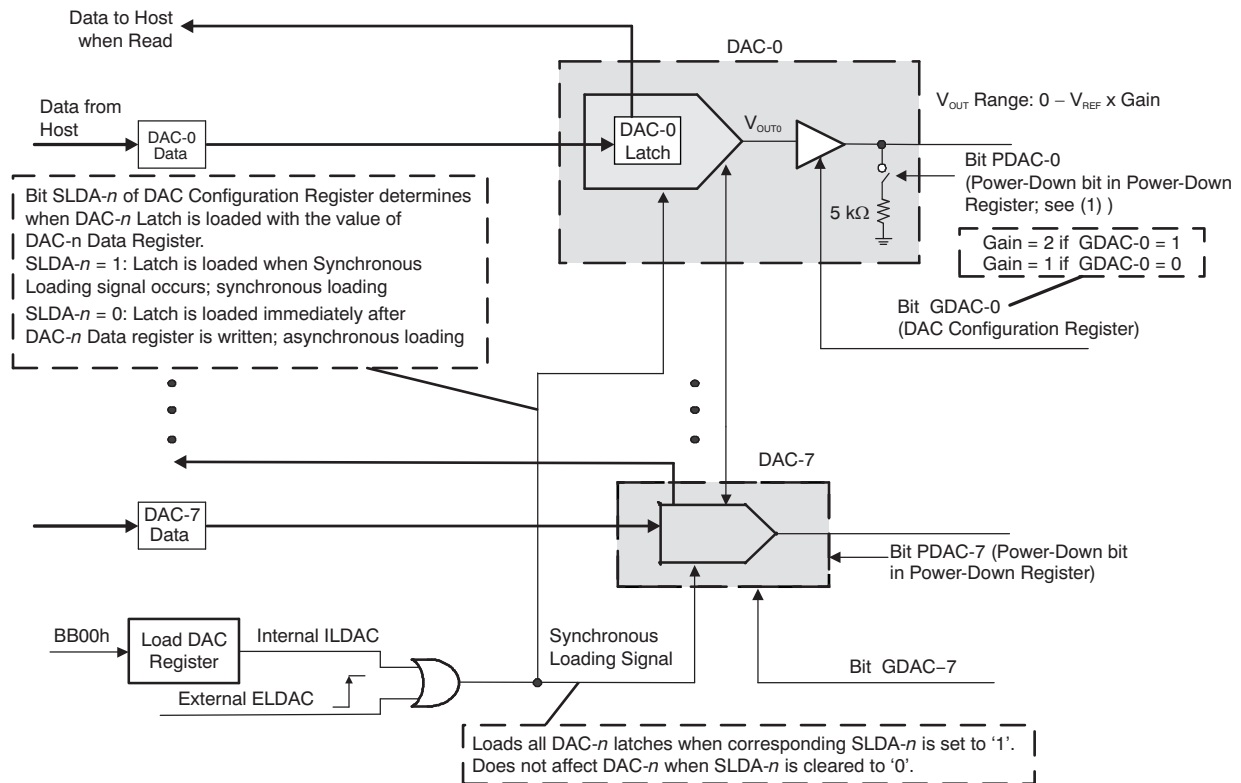 Data to Host
when Read
DAC-0
Data from
Host
DAC-0
Data
DAC-0
Latch
VOUT0
VOUT Range: 0 – VREF x Gain
Bit PDAC-0
(Power-Down bit in Power-Down
Register; see (1) )
5 kΩ
Gain = 2 if GDAC-0 = 1
Gain = 1 if GDAC-0 = 0
Bit GDAC-0
(DAC Configuration Register)
Bit SLDA-n of DAC Configuration Register determines
when DAC-n Latch is loaded with the value of
DAC-n Data Register.
SLDA-n = 1: Latch is loaded when Synchronous
Loading signal occurs; synchronous loading
SLDA-n = 0: Latch is loaded immediately after
DAC-n Data register is written; asynchronous loading
DAC-7
DAC-7
Data
Bit PDAC-7 (Power-Down bit
in Power-Down Register)
BB00h
Load DAC
Register
Internal ILDAC
External ELDAC
Synchronous
Loading Signal
Bit GDAC–7
Loads all DAC-n latches when corresponding SLDA-n is set to ‘1’.
Does not affect DAC-n when SLDA-n is cleared to ‘0’.